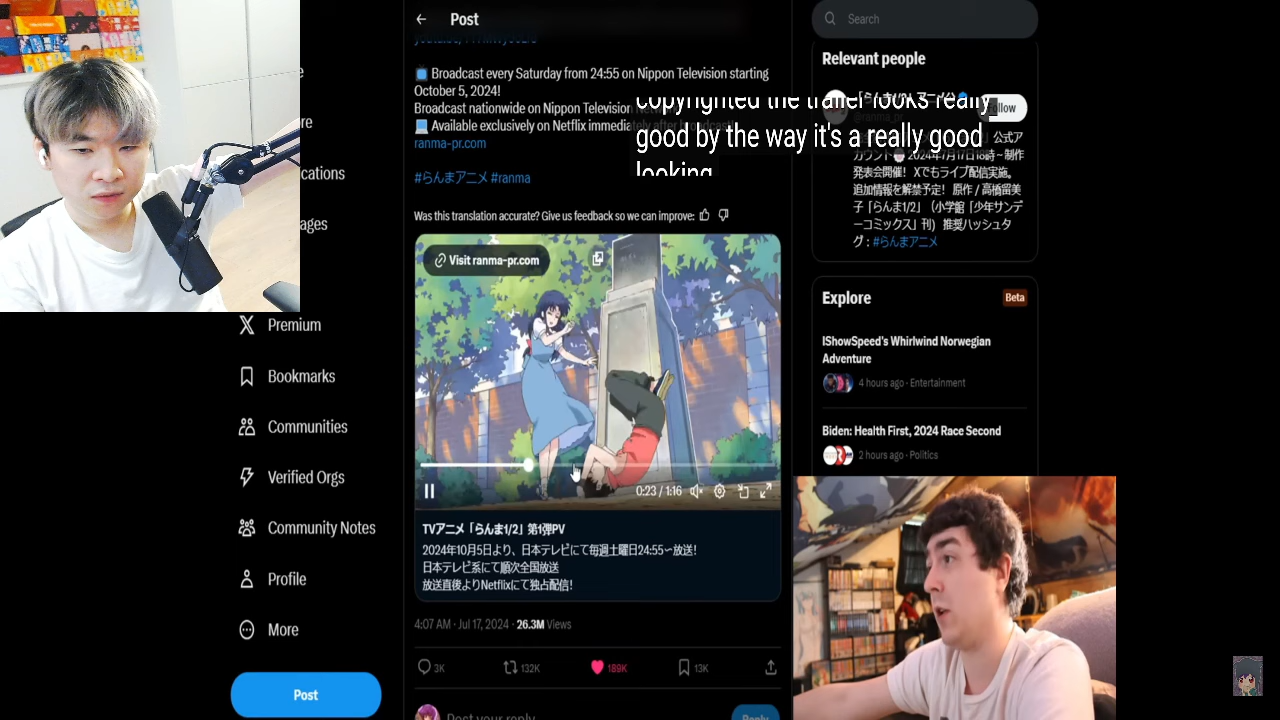 Post
Broadcast every Saturday from 24:55 on Nippon Television starting
October 5, 2024!
Broadcast nationwide on Nippon Television
Available exclusively on Netflix immediately after broadcast!
ranma-pr.com
#らんまアニメ #ranma
Was this translation accurate? Give us feedback so we can improve:
Visit ranma-pr.com
0:23 / 1:16
TVアニメ「らんま1/2」第1弾PV
2024年10月5日より、日本テレビにて毎週土曜日24:55〜放送!
日本テレビ系にて順次全国放送
放送直後よりNetflixにて独占配信!
4:07 AM · Jul 17, 2024 · 26.3M Views
3K 132K 189K 13K
Post your reply
Reply
Premium
Bookmarks
Communities
Verified Orgs
Community Notes
Profile
More
Post
copyrighted the trailer looks really
good by the way it's a really good
looking
Search
Relevant people
公式ア
カウント 2024年7月17日10時~制作
発表会開催! Xでもライブ配信実施。
追加情報を解禁予定! 原作/高橋留美
子「らんま1/2」(小学館「少年サンデ
ーコミックス」刊) 推奨ハッシュタ
グ:#らんまアニメ
Explore
Beta
IShowSpeed's Whirlwind Norwegian
Adventure
4 hours ago · Entertainment
Biden: Health First, 2024 Race Second
2 hours ago · Politics